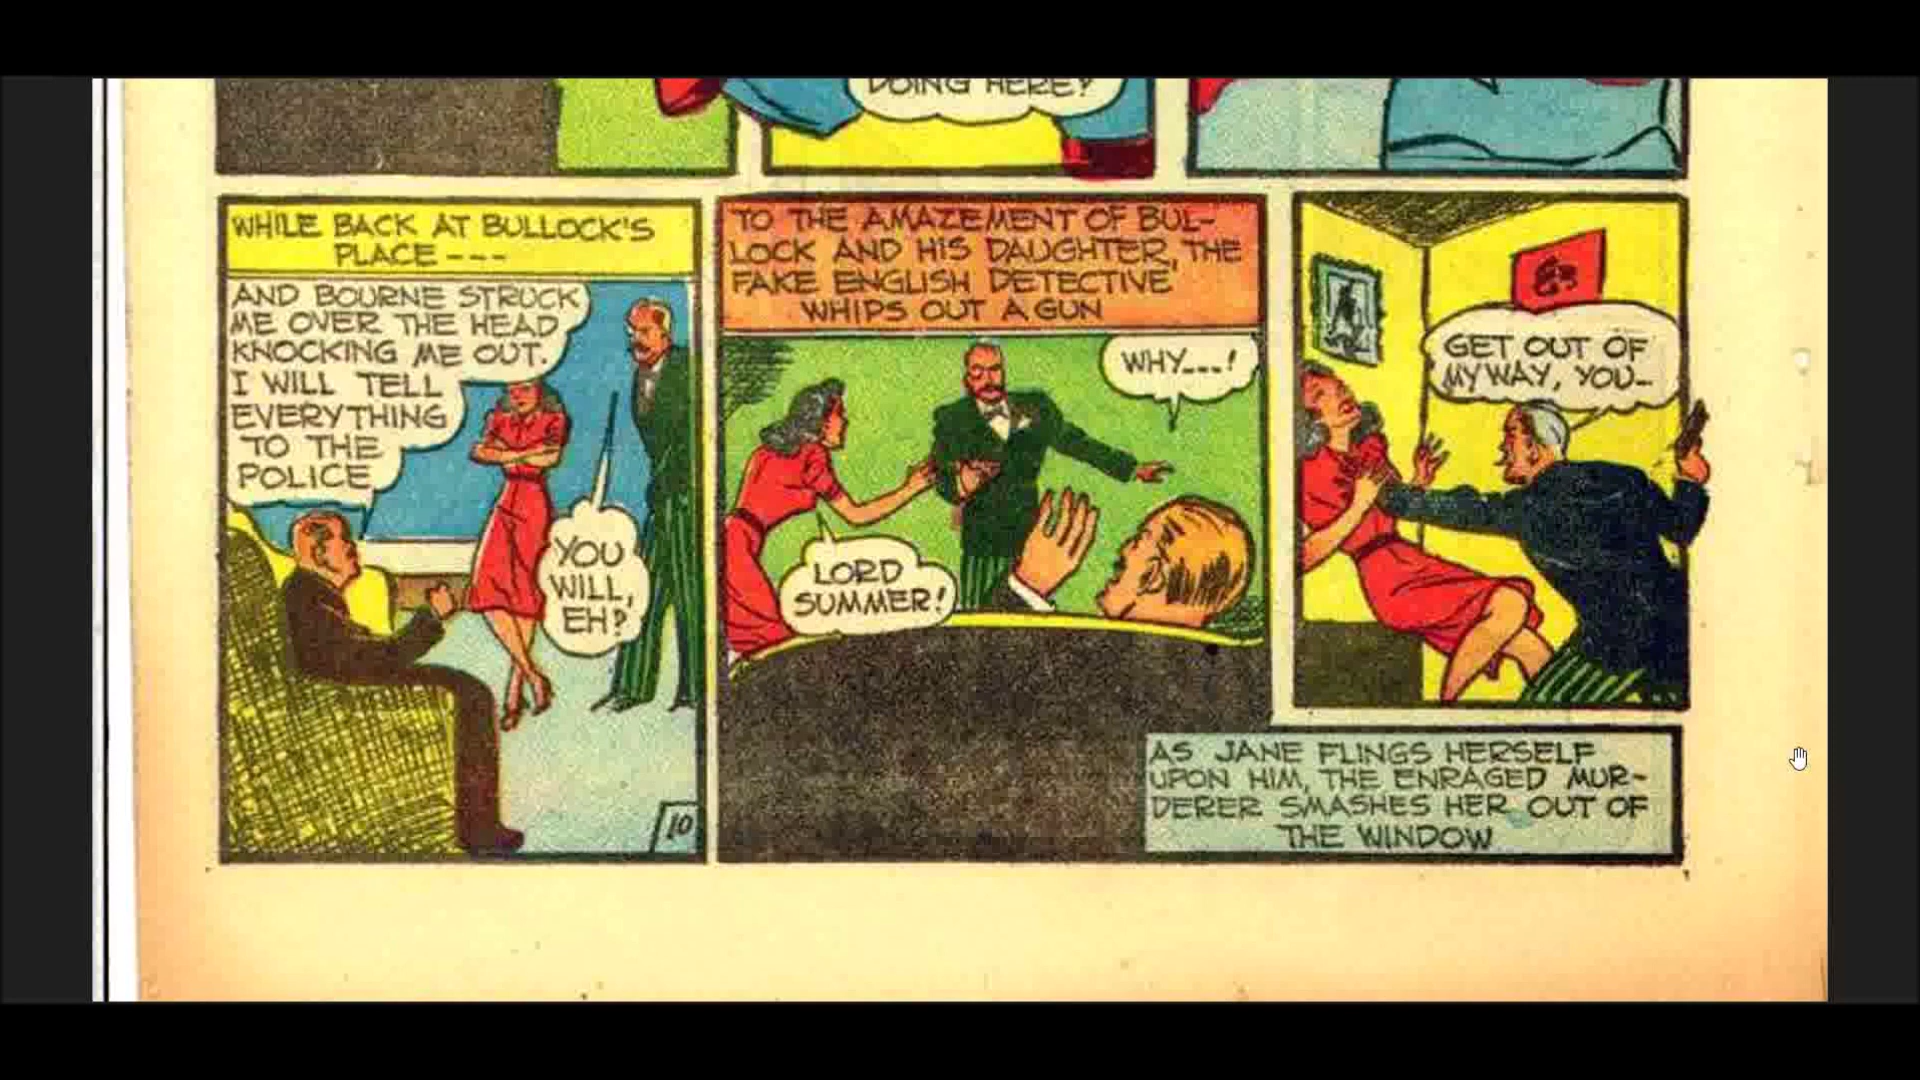 DOING HERE?
WHILE BACK AT BULLOCK'S
PLACE---
AND BOURNE STRUCK
ME OVER THE HEAD
KNOCKING ME OUT.
I WILL TELL
EVERYTHING
TO THE
POLICE
YOU
WILL,
EH?
10
TO THE AMAZEMENT OF BUL-
LOCK AND HIS DAUGHTER, THE
FAKE ENGLISH DETECTIVE
WHIPS OUT A GUN
WHY---!
LORD
SUMMER!
GET OUT OF
MY WAY, YOU-
AS JANE FLINGS HERSELF
UPON HIM, THE ENRAGED MUR-
DERER SMASHES HER OUT OF
THE WINDOW